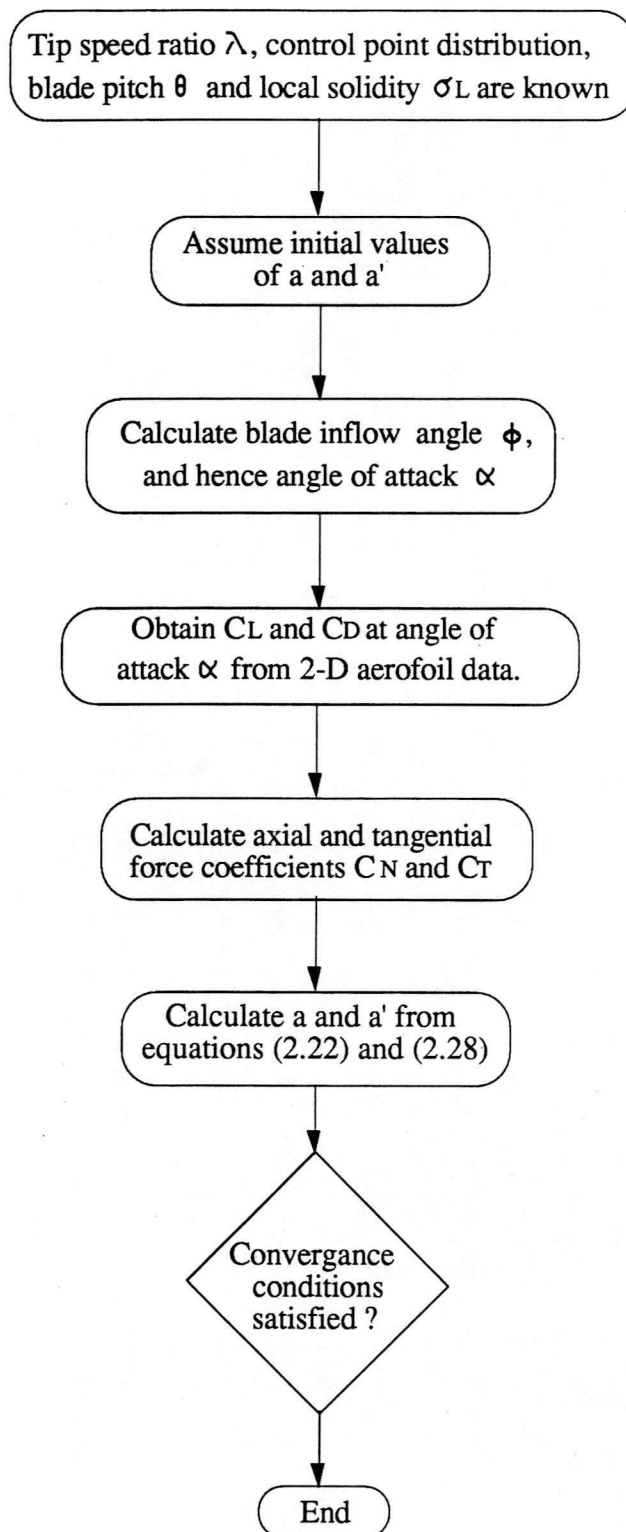 Tip speed ratio λ, control point distribution,
blade pitch θ and local solidity σL are known
Assume initial values
of a and a'
Calculate blade inflow angle ϕ,
and hence angle of attack α
Obtain CL and CD at angle of
attack α from 2-D aerofoil data.
Calculate axial and tangential
force coefficients CN and CT
Calculate a and a' from
equations (2.22) and (2.28)
Convergance
conditions
satisfied ?
End